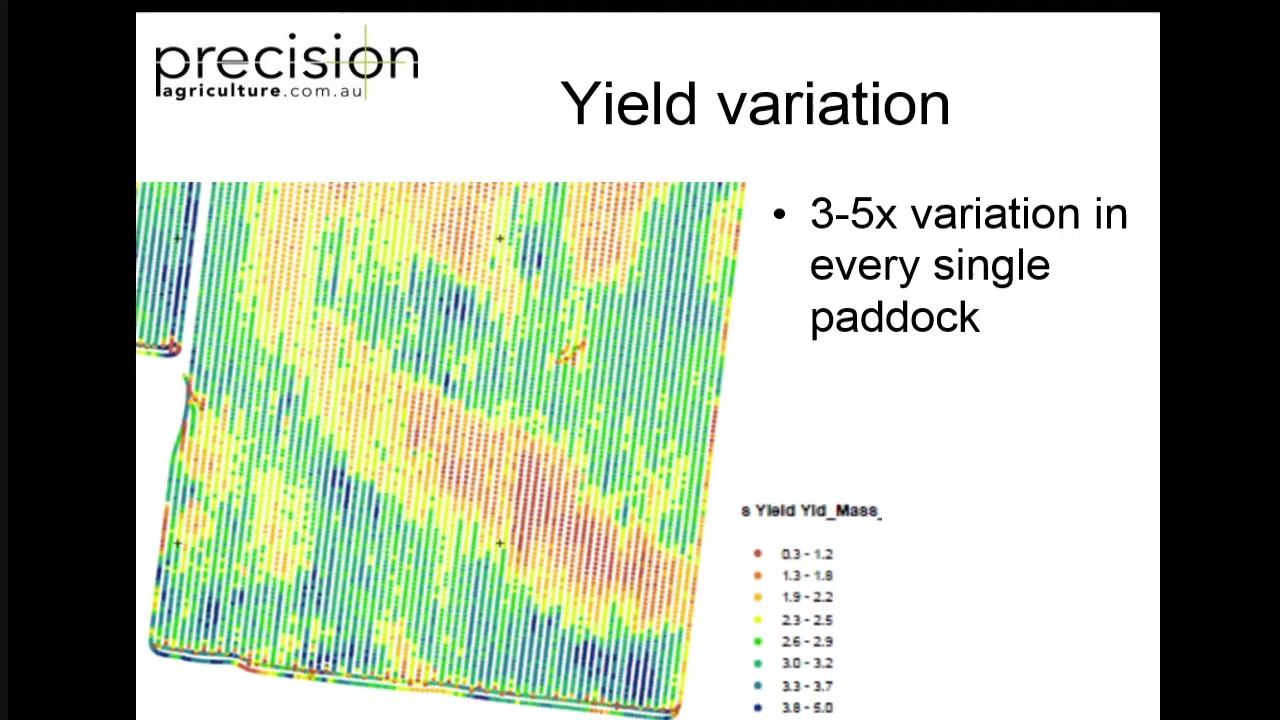 precision
agriculture.com.au
Yield variation
• 3-5x variation in
every single
paddock
s Yield Yld_Mass_
0.3 - 1.2
1.3 - 1.8
1.9 - 2.2
2.3 - 2.5
2.6 - 2.9
3.0 - 3.2
3.3 - 3.7
3.8 - 5.0